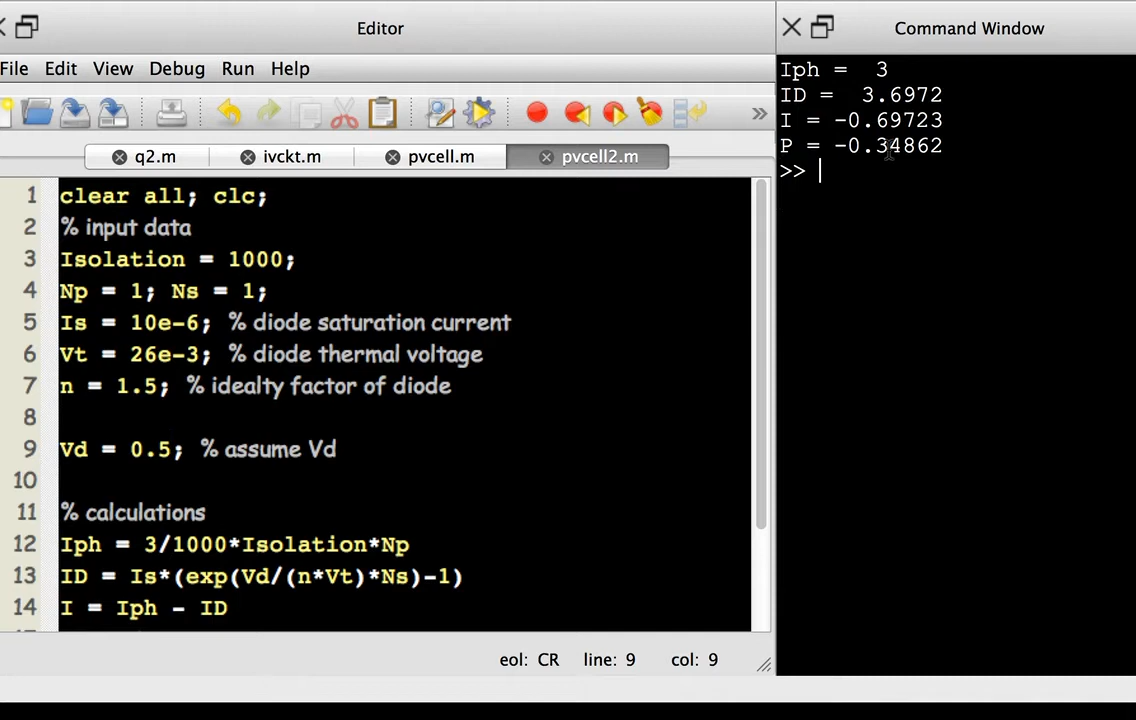 Editor
File Edit View Debug Run Help
q2.m ivckt.m pvcell.m pvcell2.m
1 clear all; clc;
2 % input data
3 Isolation = 1000;
4 Np = 1; Ns = 1;
5 Is = 10e-6; % diode saturation current
6 Vt = 26e-3; % diode thermal voltage
7 n = 1.5; % idealty factor of diode
8
9 Vd = 0.5; % assume Vd
10
11 % calculations
12 Iph = 3/1000*Isolation*Np
13 ID = Is*(exp(Vd/(n*Vt)*Ns)-1)
14 I = Iph - ID
eol: CR line: 9 col: 9
Command Window
Iph = 3
ID = 3.6972
I = -0.69723
P = -0.34862
>>